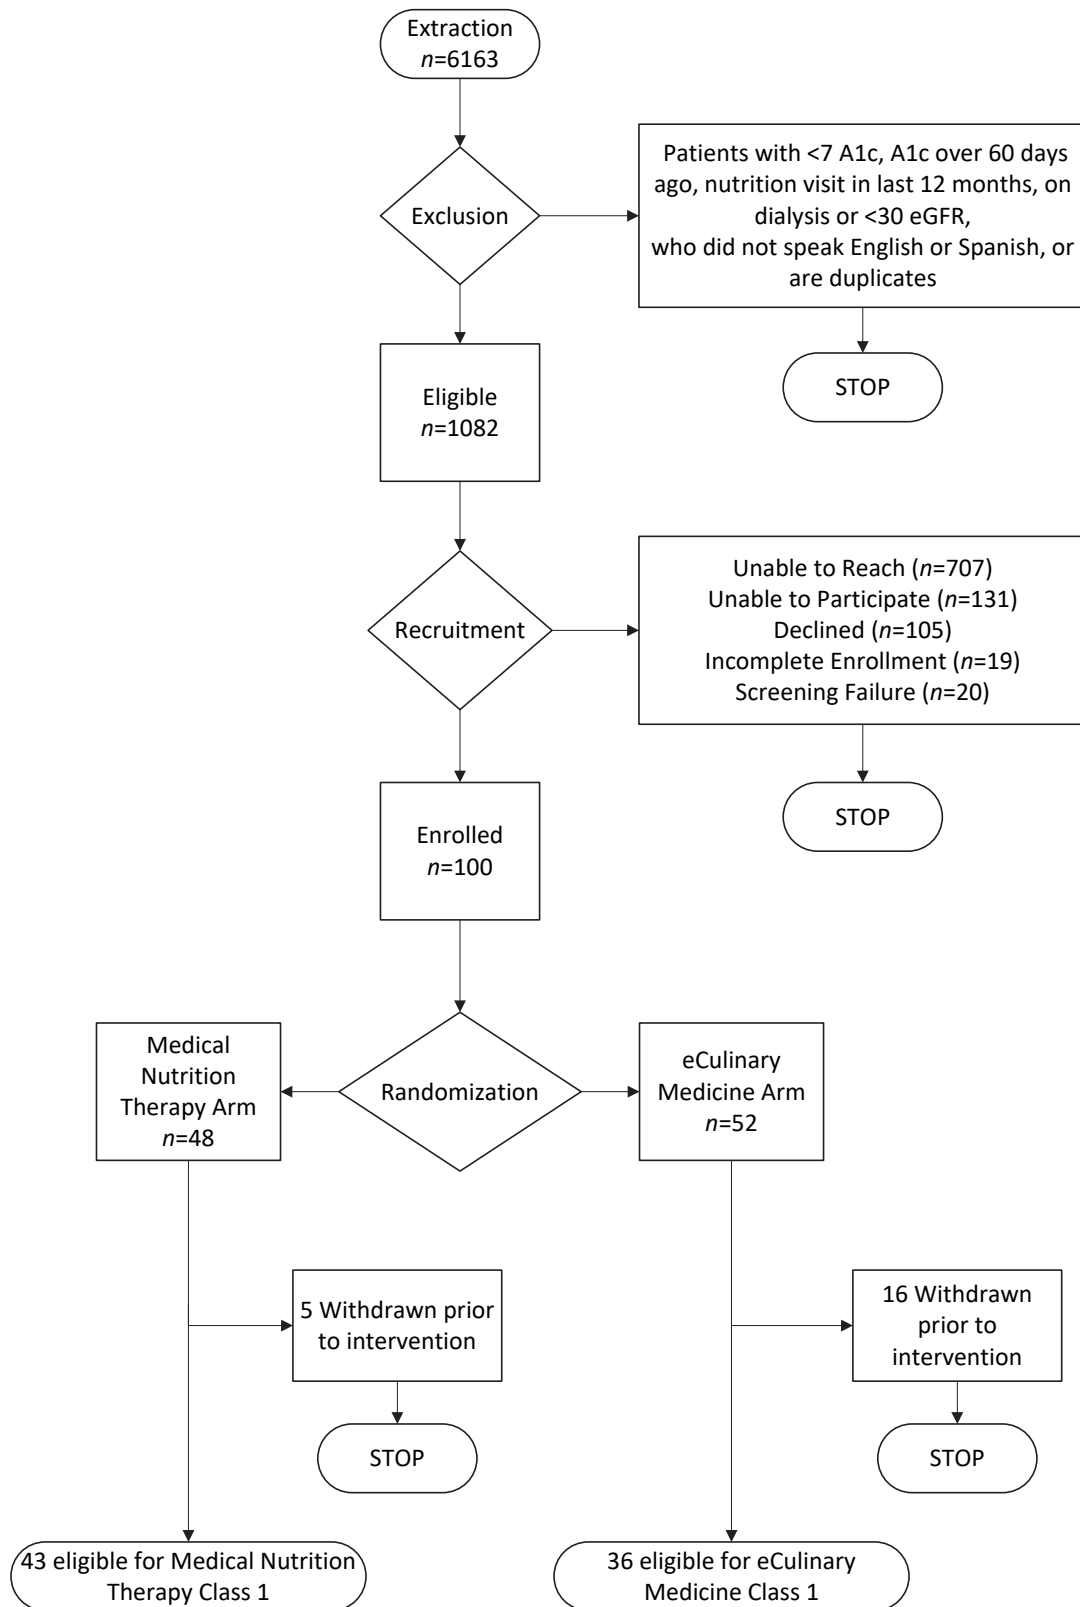 Extraction
n=6163
Exclusion
Patients with <7 A1c, A1c over 60 days
ago, nutrition visit in last 12 months, on
dialysis or <30 eGFR,
who did not speak English or Spanish, or
are duplicates
STOP
Eligible
n=1082
Recruitment
Unable to Reach (n=707)
Unable to Participate (n=131)
Declined (n=105)
Incomplete Enrollment (n=19)
Screening Failure (n=20)
STOP
Enrolled
n=100
Medical
Nutrition
Therapy Arm
n=48
Randomization
eCulinary
Medicine Arm
n=52
5 Withdrawn prior
to intervention
STOP
16 Withdrawn
prior to
intervention
STOP
43 eligible for Medical Nutrition
Therapy Class 1
36 eligible for eCulinary
Medicine Class 1